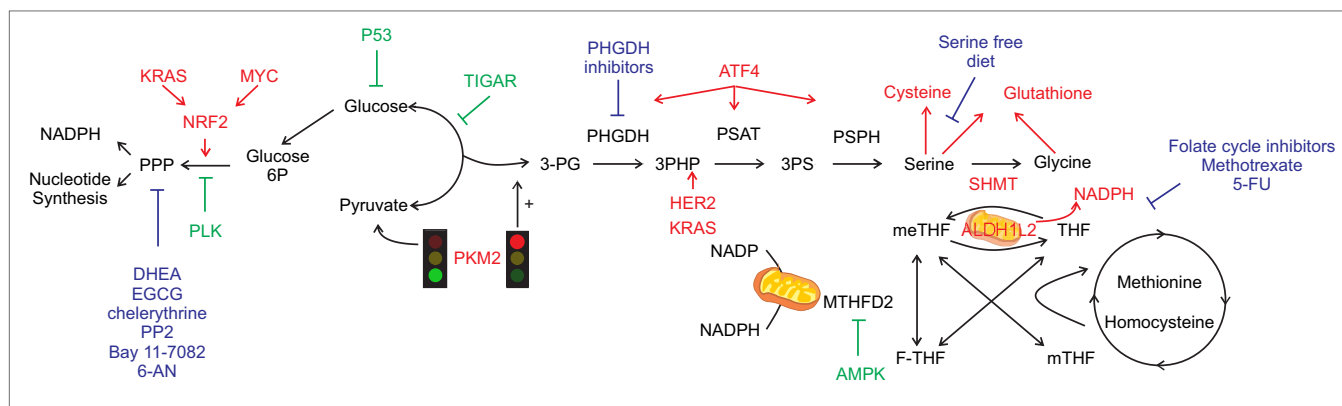 P53
KRAS
MYC
TIGAR
NRF2
Glucose
NADPH
PPP
Glucose
6P
Nucleotide
Synthesis
PLK
DHEA
EGCG
chelerythrine
PP2
Bay 11-7082
6-AN
Pyruvate
PKM2
+
3-PG
PHGDH
inhibitors
PHGDH
ATF4
PSAT
3PHP
HER2
KRAS
3PS
PSPH
Serine free
diet
Cysteine
Glutathione
Serine
Glycine
SHMT
NADPH
Folate cycle inhibitors
Methotrexate
5-FU
meTHF
ALDH1L2
THF
NADP
MTHFD2
NADPH
AMPK
F-THF
mTHF
Methionine
Homocysteine